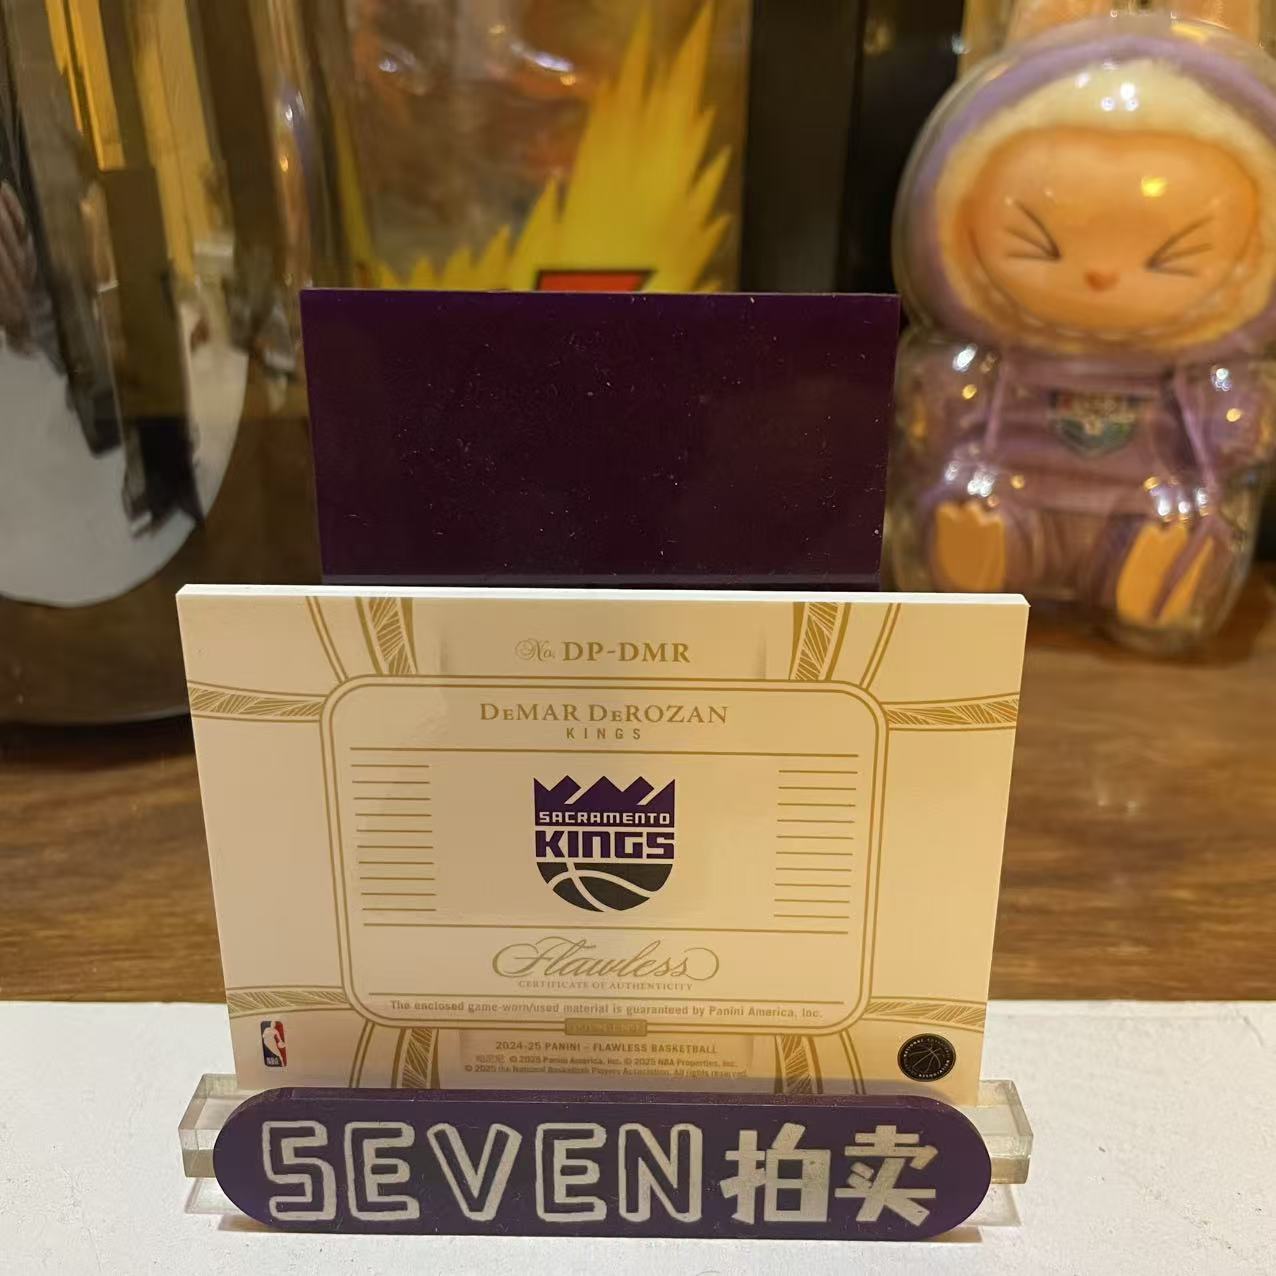 No. DP-DMR
DEMAR DEROZAN
KINGS
SACRAMENTO
KINGS
Flawless
CERTIFICATE OF AUTHENTICITY
The enclosed game-worn/used material is guaranteed by Panini America, Inc.
2024-25 PANINI - FLAWLESS BASKETBALL
© 2025 Panini America, Inc. © 2025 NBA Properties, Inc.
© 2025 the National Basketball Players Association. All rights reserved.
NBA
SEVEN拍卖